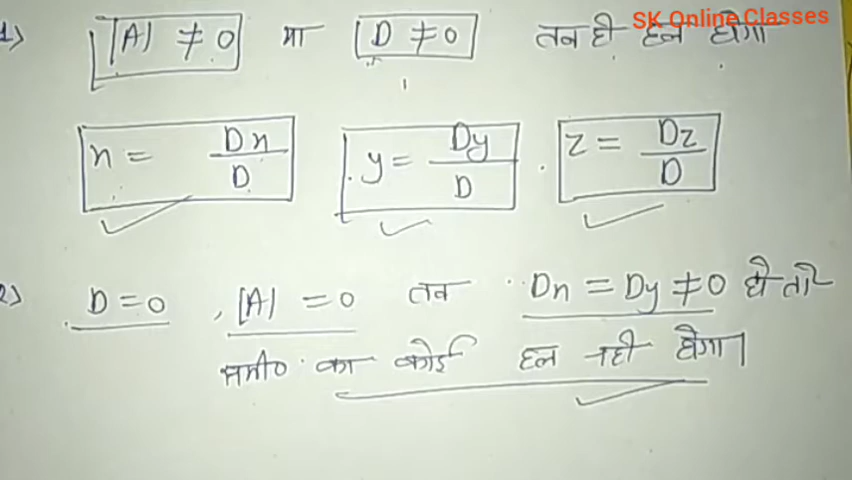 SK Online Classes
1) |A| ≠ 0 या D ≠ 0 तब ही हल होगा
x = Dx/D y = Dy/D z = Dz/D
2) D = 0 , |A| = 0 तब Dx = Dy ≠ 0 हो तो
समी० का कोई हल नही होगा।